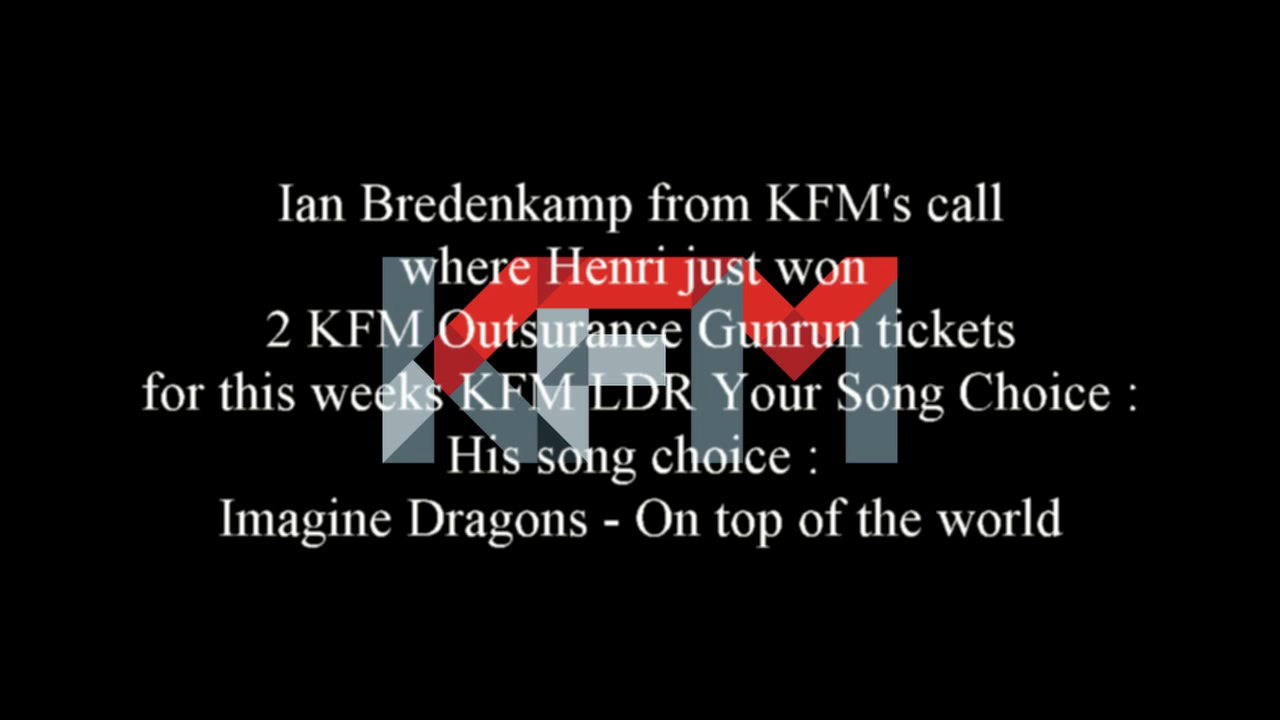 Ian Bredenkamp from KFM's call
where Henri just won
2 KFM Outsurance Gunrun tickets
for this weeks KFM LDR Your Song Choice :
His song choice :
Imagine Dragons - On top of the world
KFM